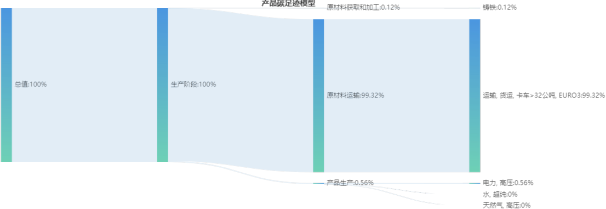 产品碳足迹模型
原材料获取和加工:0.12%
铸铁:0.12%
总值:100%
生产阶段:100%
原材料运输:99.32%
运输, 货运, 卡车>32公吨, EURO3:99.32%
产品生产:0.56%
电力, 高压:0.56%
水, 超纯:0%
天然气, 高压:0%